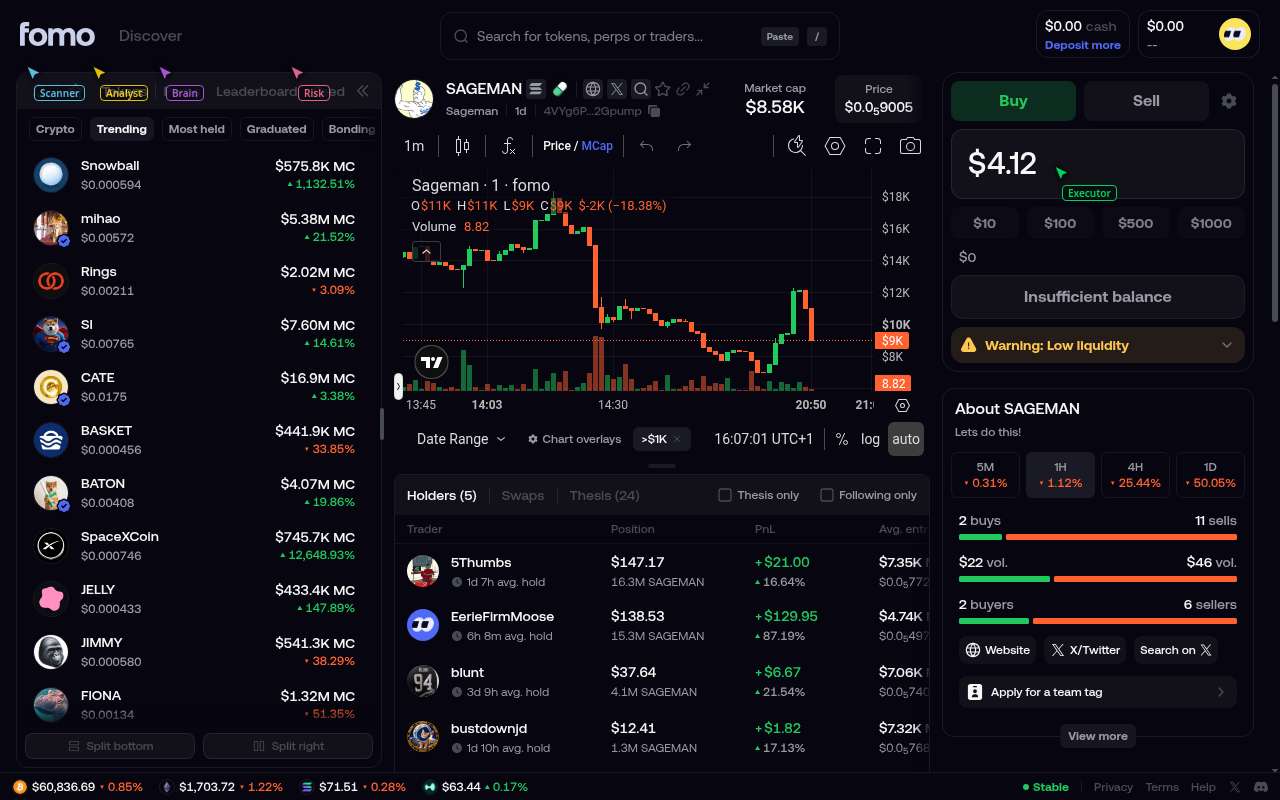 fomo
Discover
Search for tokens, perps or traders...
Paste
/
$0.00 cash
Deposit more
$0.00
--
Scanner
Analyst
Brain
Leaderboard
Risk
Crypto
Trending
Most held
Graduated
Bonding
Snowball $575.8K MC
$0.000594 1,132.51%
mihao $5.38M MC
$0.00572 21.52%
Rings $2.02M MC
$0.00211 3.09%
SI $7.60M MC
$0.00765 14.61%
CATE $16.9M MC
$0.0175 3.38%
BASKET $441.9K MC
$0.000456 33.85%
BATON $4.07M MC
$0.00408 19.86%
SpaceXCoin $745.7K MC
$0.000746 12,648.93%
JELLY $433.4K MC
$0.000433 147.89%
JIMMY $541.3K MC
$0.000580 38.29%
FIONA $1.32M MC
$0.00134 51.35%
Split bottom
Split right
SAGEMAN
Sageman 1d 4VYg6P...2Gpump
Market cap
$8.58K
Price
$0.0₅9005
1m
Price / MCap
Sageman · 1 · fomo
O$11K H$11K L$9K C$9K $-2K (−18.38%)
Volume 8.82
$18K
$16K
$14K
$12K
$10K
$9K
$8K
8.82
13:45
14:03
14:30
20:50
21:
Date Range
Chart overlays
>$1K ×
16:07:01 UTC+1
%
log
auto
Holders (5)
Swaps
Thesis (24)
Thesis only
Following only
Trader Position PnL Avg. entr
5Thumbs $147.17 +$21.00 $7.35K
1d 7h avg. hold 16.3M SAGEMAN 16.64% $0.0₅772
EerieFirmMoose $138.53 +$129.95 $4.74K
6h 8m avg. hold 15.3M SAGEMAN 87.19% $0.0₅497
blunt $37.64 +$6.67 $7.06K
3d 9h avg. hold 4.1M SAGEMAN 21.54% $0.0₅740
bustdownjd $12.41 +$1.82 $7.32K
1d 10h avg. hold 1.3M SAGEMAN 17.13% $0.0₅768
Buy
Sell
$4.12
Executor
$10
$100
$500
$1000
$0
Insufficient balance
Warning: Low liquidity
About SAGEMAN
Lets do this!
5M 1H 4H 1D
0.31% 1.12% 25.44% 50.05%
2 buys 11 sells
$22 vol. $46 vol.
2 buyers 6 sellers
Website
X/Twitter
Search on X
Apply for a team tag
View more
$60,836.69 0.85%
$1,703.72 1.22%
$71.51 0.28%
$63.44 0.17%
Stable
Privacy
Terms
Help